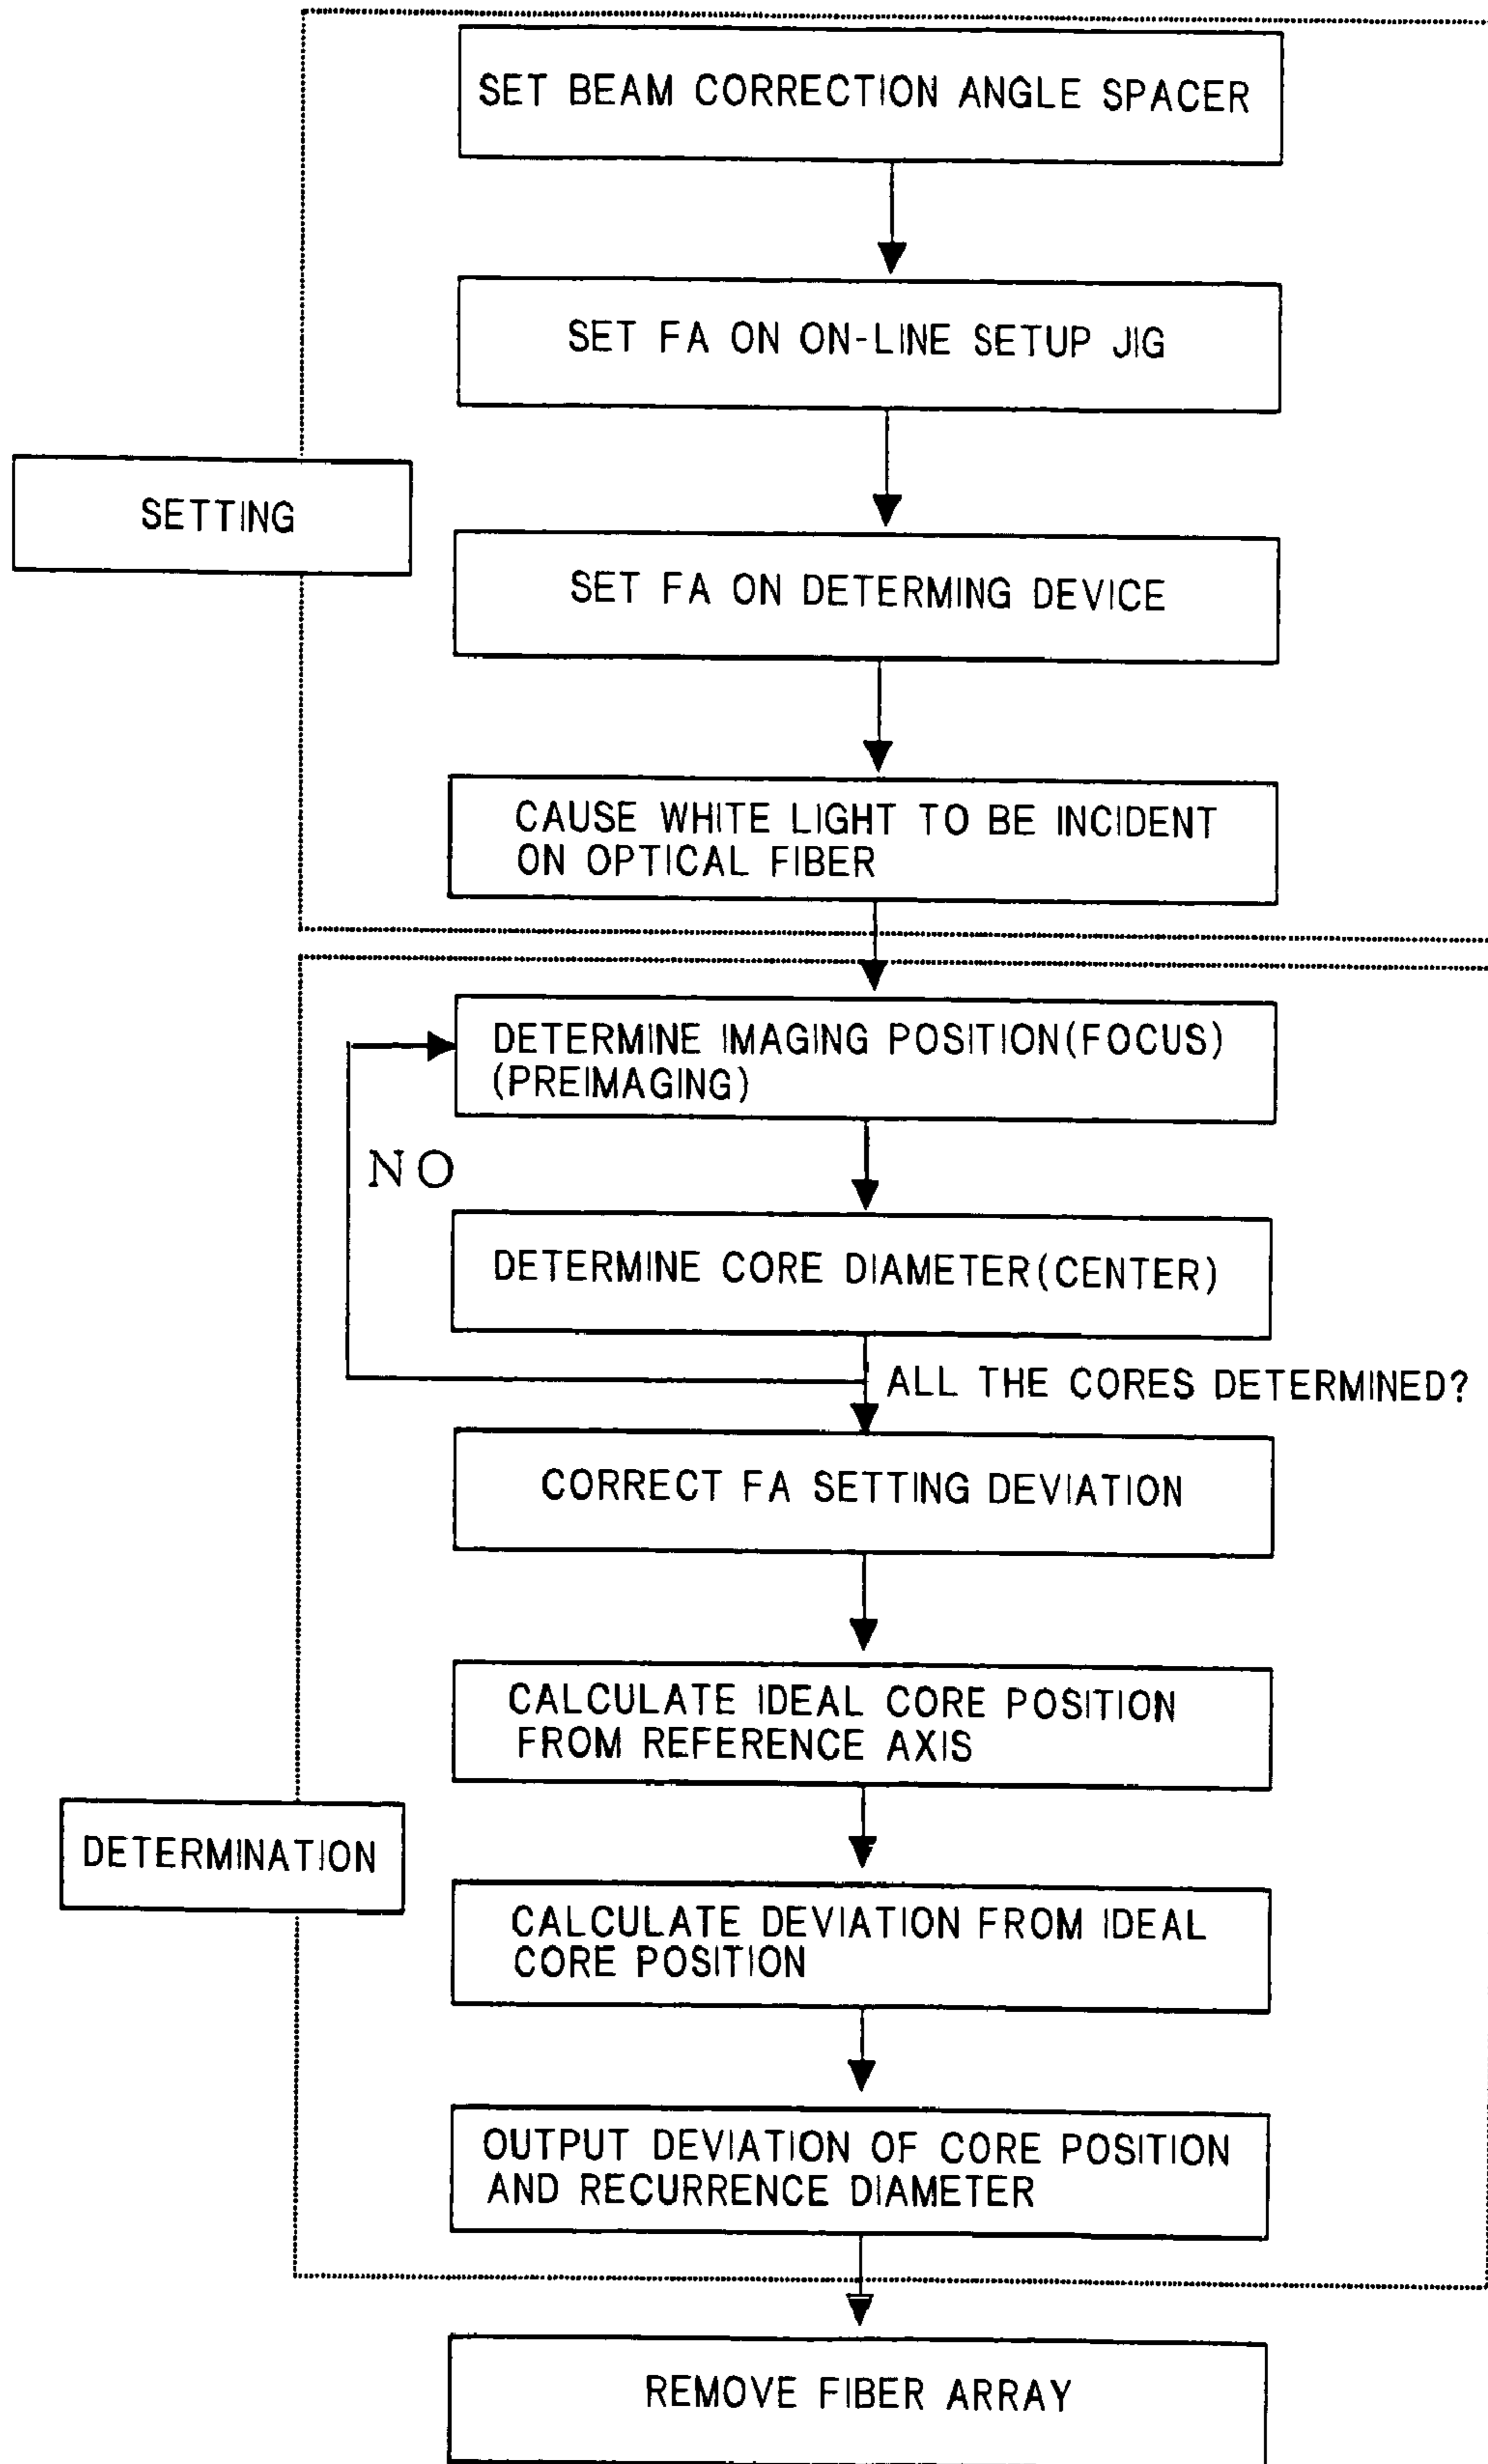 SET BEAM CORRECTION ANGLE SPACER
SET FA ON ON-LINE SETUP JIG
SETTING
SET FA ON DETERMING DEVICE
CAUSE WHITE LIGHT TO BE INCIDENT
ON OPTICAL FIBER
DETERMINE IMAGING POSITION(FOCUS)
(PREIMAGING)
NO
DETERMINE CORE DIAMETER(CENTER)
ALL THE CORES DETERMINED?
CORRECT FA SETTING DEVIATION
CALCULATE IDEAL CORE POSITION
FROM REFERENCE AXIS
DETERMINATION
CALCULATE DEVIATION FROM IDEAL
CORE POSITION
OUTPUT DEVIATION OF CORE POSITION
AND RECURRENCE DIAMETER
REMOVE FIBER ARRAY